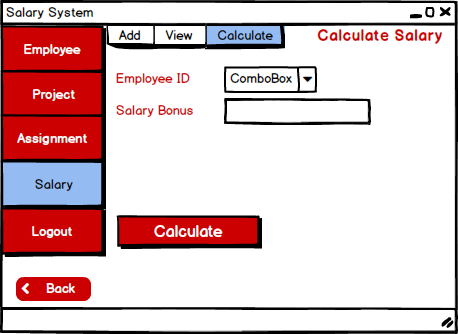 Salary System
Employee
Project
Assignment
Salary
Logout
Back
Add View Calculate
Calculate Salary
Employee ID ComboBox
Salary Bonus
Calculate